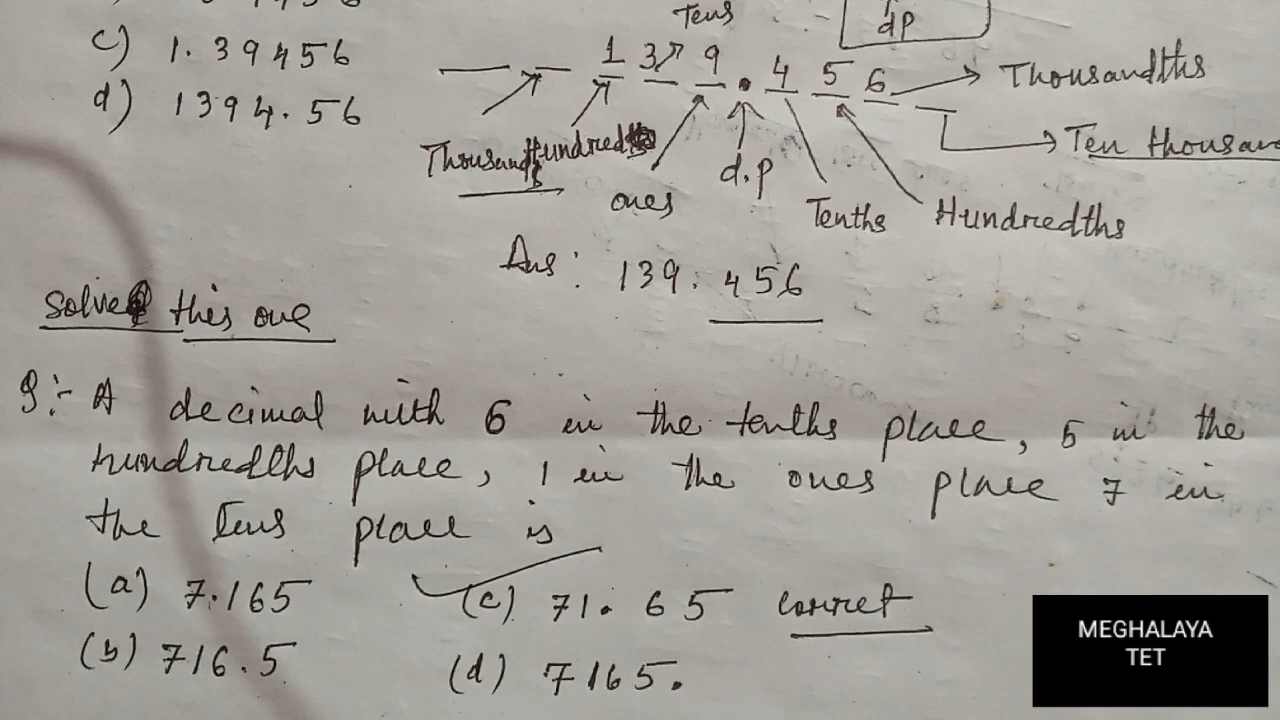 Tens
dp
c) 1.39456
d) 1394.56
1 3 9 . 4 5 6
Thousandths
Thousands
Hundred
ones
d.p
Tenths
Hundredths
Ten thousan
Ans: 139.456
Solve this one
Q:- A decimal with 6 in the tenths place, 5 in the
hundredths place, 1 in the ones place 7 in
the Tens place is
(a) 7.165
(c) 71.65 correct
(b) 716.5
(d) 7165.
MEGHALAYA
TET